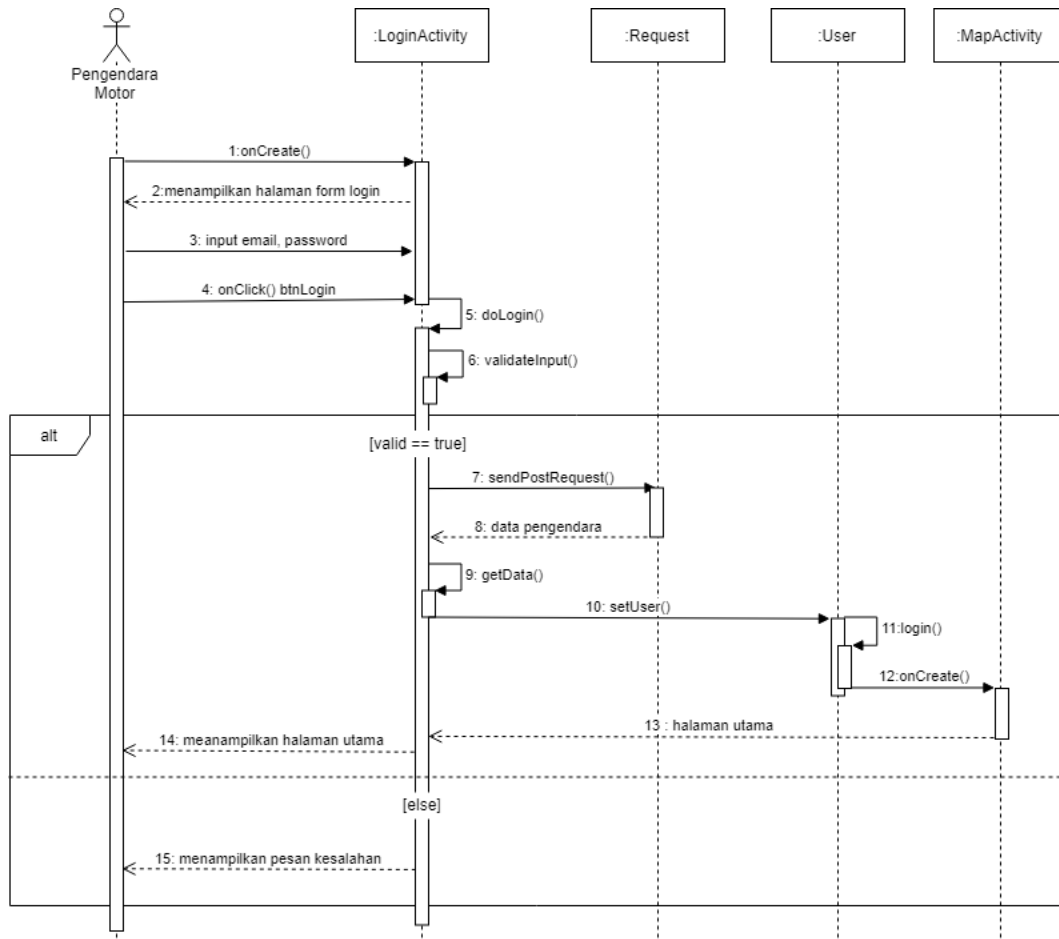 :LoginActivity
:Request
:User
:MapActivity
Pengendara
Motor
1:onCreate()
2:menampilkan halaman form login
3: input email, password
4: onClick() btnLogin
5: doLogin()
6: validateInput()
alt
[valid == true]
7: sendPostRequest()
8: data pengendara
9: getData()
10: setUser()
11:login()
12:onCreate()
13 : halaman utama
14: meanampilkan halaman utama
[else]
15: menampilkan pesan kesalahan